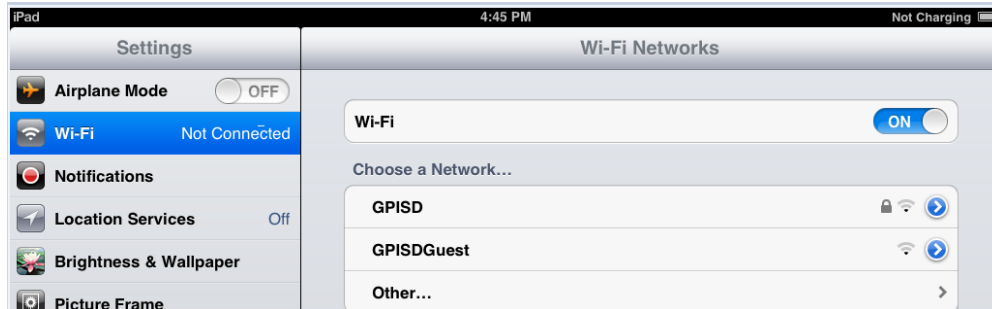 iPad 4:45 PM Not Charging
Settings Wi-Fi Networks
Airplane Mode OFF
Wi-Fi Not Connected
Notifications
Location Services Off
Brightness & Wallpaper
Picture Frame
Wi-Fi ON
Choose a Network...
GPISD
GPISDGuest
Other...